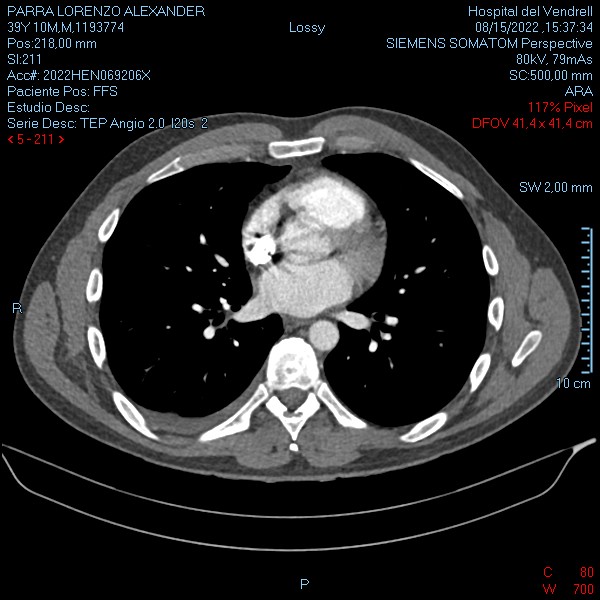 PARRA LORENZO ALEXANDER
39Y 10M,M,1193774
Pos:218,00 mm
SI:211
Acc#: 2022HEN069206X
Paciente Pos: FFS
Estudio Desc:
Serie Desc: TEP Angio 2.0 I20s 2
< 5 - 211 >
Lossy
Hospital del Vendrell
08/15/2022 ,15:37:34
SIEMENS SOMATOM Perspective
80kV, 79mAs
SC:500,00 mm
ARA
117% Pixel
DFOV 41,4 x 41,4 cm
SW 2,00 mm
R
10 cm
P
C 80
W 700